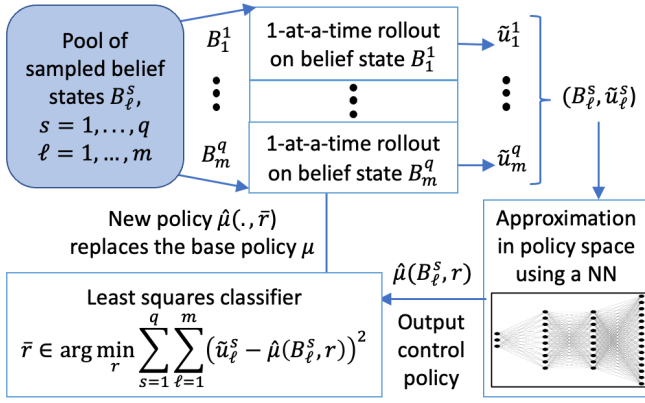 Pool of
sampled belief
states $B_\ell^s$,
$s = 1, \ldots, q$
$\ell = 1, \ldots, m$
$B_1^1$
$B_m^q$
1-at-a-time rollout
on belief state $B_1^1$
1-at-a-time rollout
on belief state $B_m^q$
$\tilde{u}_1^1$
$\tilde{u}_m^q$
$(B_\ell^s, \tilde{u}_\ell^s)$
Approximation
in policy space
using a NN
$\hat{\mu}(B_\ell^s, r)$
Output
control
policy
New policy $\hat{\mu}(., \bar{r})$
replaces the base policy $\mu$
Least squares classifier
$\bar{r} \in \arg\min_r \sum_{s=1}^{q} \sum_{\ell=1}^{m} \left(\tilde{u}_\ell^s - \hat{\mu}(B_\ell^s, r)\right)^2$